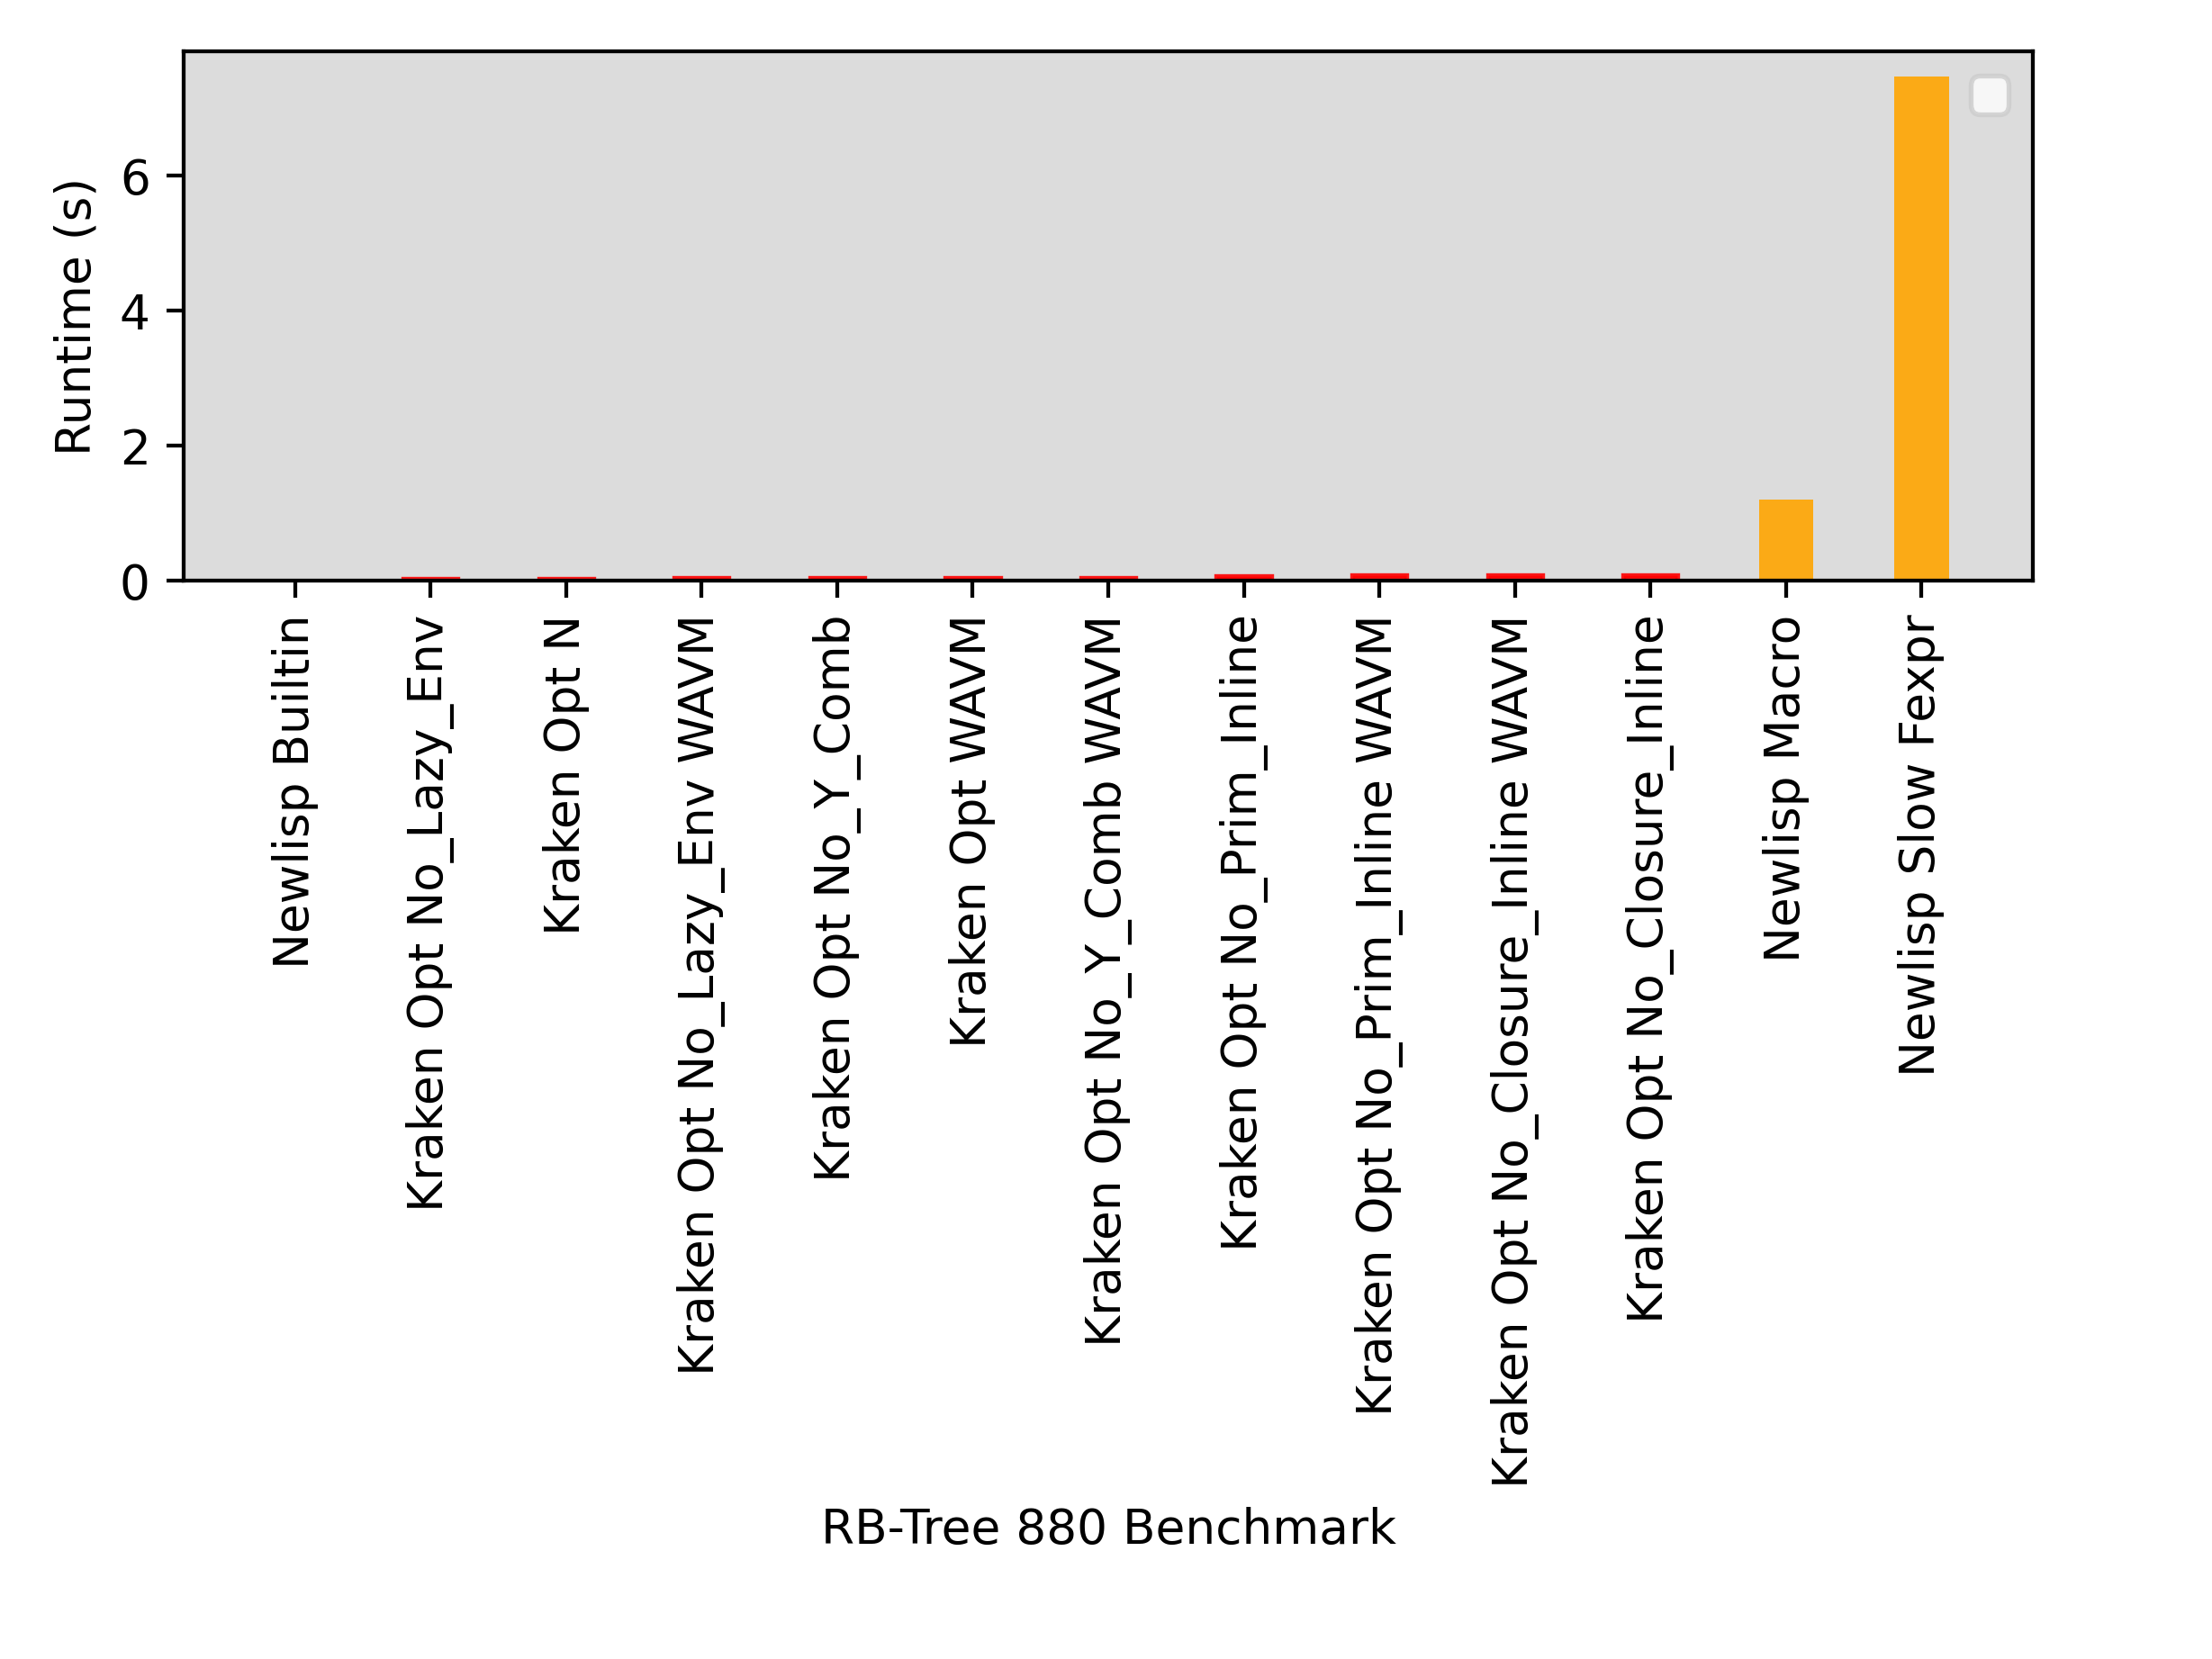 Runtime (s)
6
4
2
0
Newlisp Builtin
Kraken Opt No_Lazy_Env
Kraken Opt N
Kraken Opt No_Lazy_Env WAVM
Kraken Opt No_Y_Comb
Kraken Opt WAVM
Kraken Opt No_Y_Comb WAVM
Kraken Opt No_Prim_Inline
Kraken Opt No_Prim_Inline WAVM
Kraken Opt No_Closure_Inline WAVM
Kraken Opt No_Closure_Inline
Newlisp Macro
Newlisp Slow Fexpr
RB-Tree 880 Benchmark